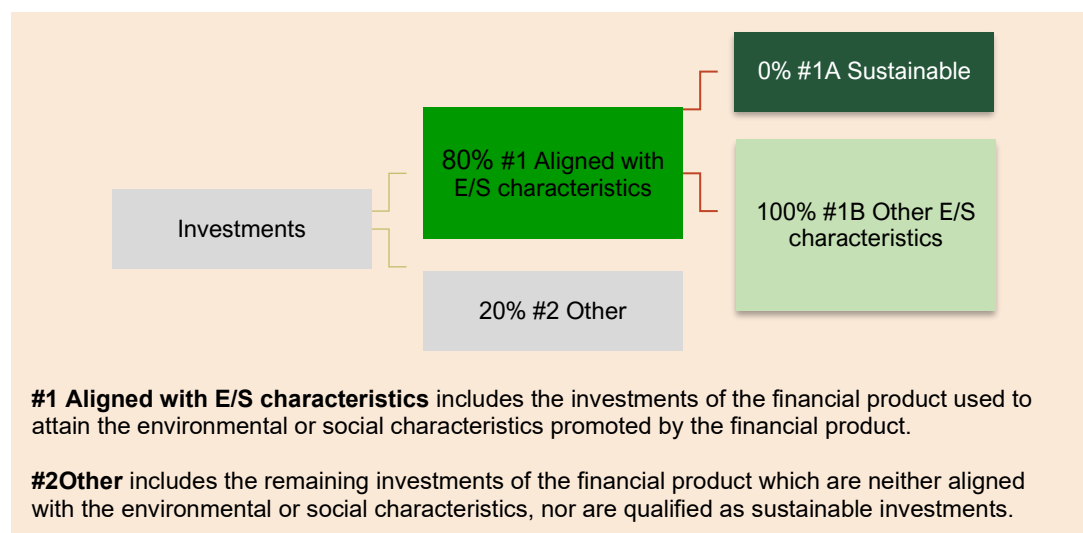 0% #1A Sustainable
80% #1 Aligned with
E/S characteristics
100% #1B Other E/S
characteristics
Investments
20% #2 Other
#1 Aligned with E/S characteristics includes the investments of the financial product used to
attain the environmental or social characteristics promoted by the financial product.
#2Other includes the remaining investments of the financial product which are neither aligned
with the environmental or social characteristics, nor are qualified as sustainable investments.